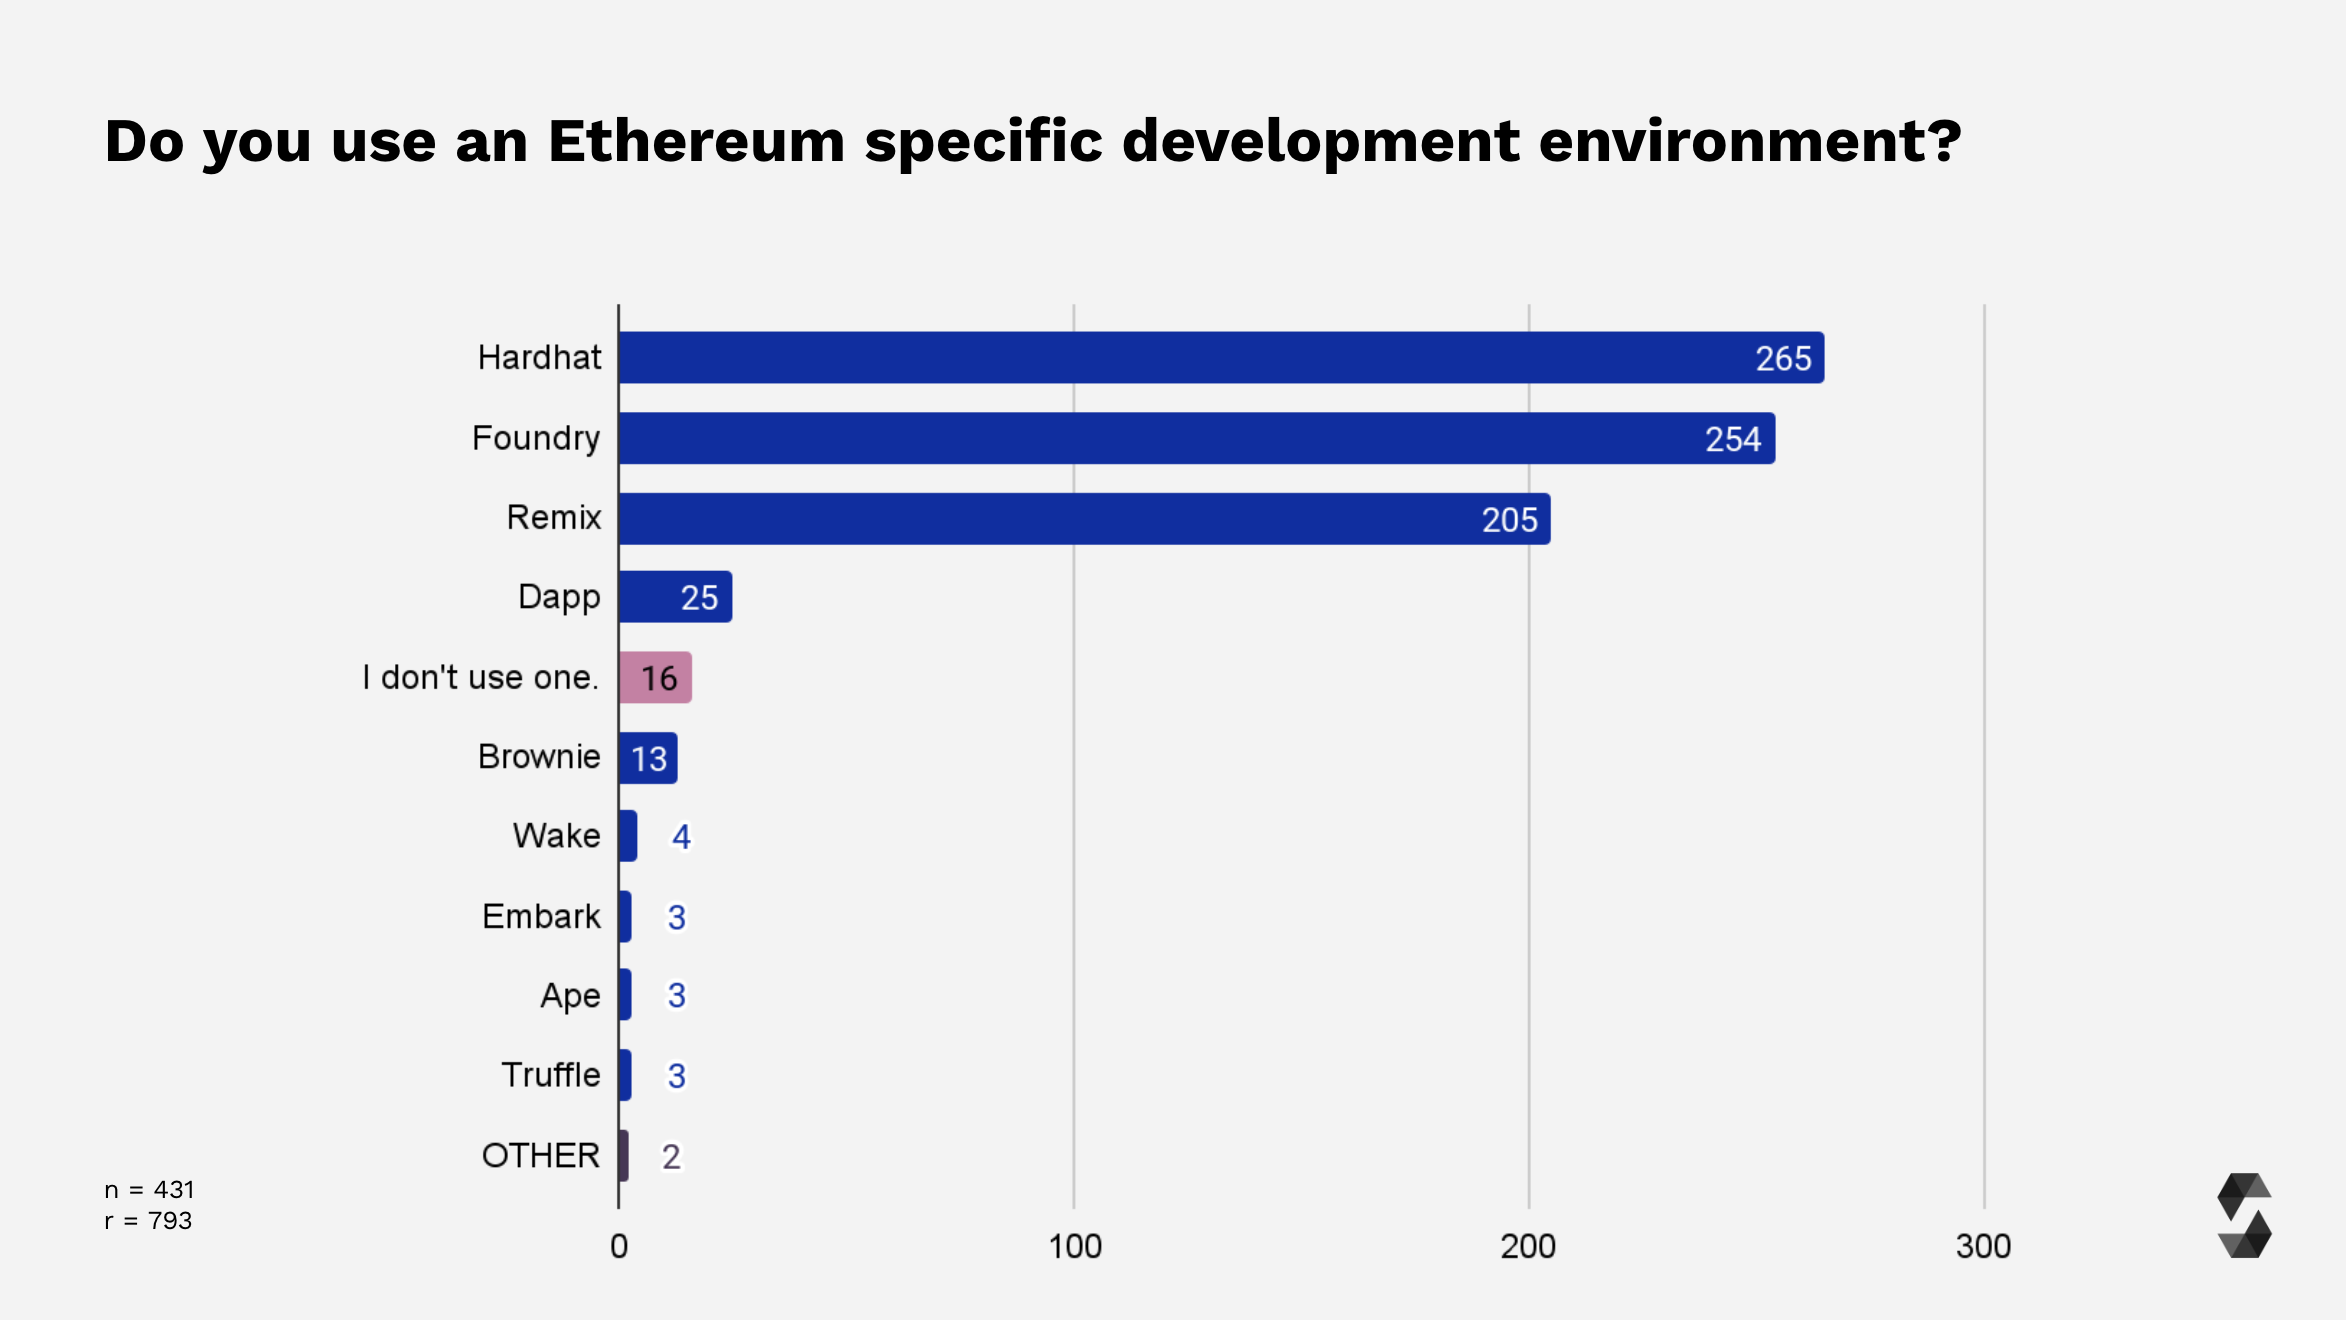 Do you use an Ethereum specific development environment?
Hardhat 265
Foundry 254
Remix 205
Dapp 25
I don't use one. 16
Brownie 13
Wake 4
Embark 3
Ape 3
Truffle 3
OTHER 2
n = 431
r = 793
0 100 200 300